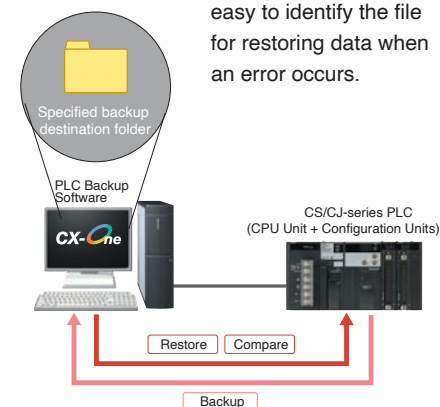 easy to identify the file
for restoring data when
an error occurs.
Specified backup
destination folder
PLC Backup
Software
CX-One
CS/CJ-series PLC
(CPU Unit + Configuration Units)
Restore
Compare
Backup